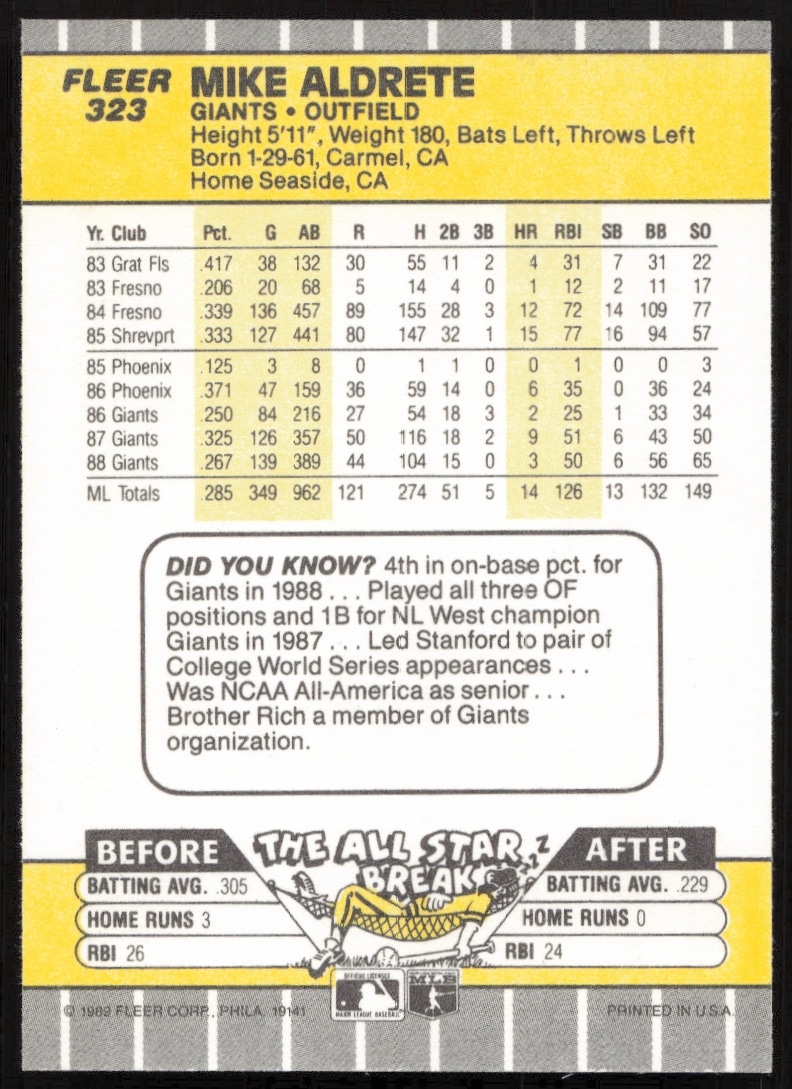 FLEER MIKE ALDRETE
323 GIANTS • OUTFIELD
Height 5'11", Weight 180, Bats Left, Throws Left
Born 1-29-61, Carmel, CA
Home Seaside, CA
Yr. Club Pct. G AB R H 2B 3B HR RBI SB BB SO
83 Grat Fls .417 38 132 30 55 11 2 4 31 7 31 22
83 Fresno .206 20 68 5 14 4 0 1 12 2 11 17
84 Fresno .339 136 457 89 155 28 3 12 72 14 109 77
85 Shrevprt .333 127 441 80 147 32 1 15 77 16 94 57
85 Phoenix .125 3 8 0 1 1 0 0 1 0 0 3
86 Phoenix .371 47 159 36 59 14 0 6 35 0 36 24
86 Giants .250 84 216 27 54 18 3 2 25 1 33 34
87 Giants .325 126 357 50 116 18 2 9 51 6 43 50
88 Giants .267 139 389 44 104 15 0 3 50 6 56 65
ML Totals .285 349 962 121 274 51 5 14 126 13 132 149
DID YOU KNOW? 4th in on-base pct. for
Giants in 1988 . . . Played all three OF
positions and 1B for NL West champion
Giants in 1987 . . . Led Stanford to pair of
College World Series appearances . . .
Was NCAA All-America as senior . . .
Brother Rich a member of Giants
organization.
BEFORE THE ALL STAR BREAK ZZZ AFTER
BATTING AVG. .305 BATTING AVG. .229
HOME RUNS 3 HOME RUNS 0
RBI 26 RBI 24
OFFICIAL LICENSEE
MAJOR LEAGUE BASEBALL
MLB
© 1989 FLEER CORP., PHILA. 19141 PRINTED IN U.S.A.